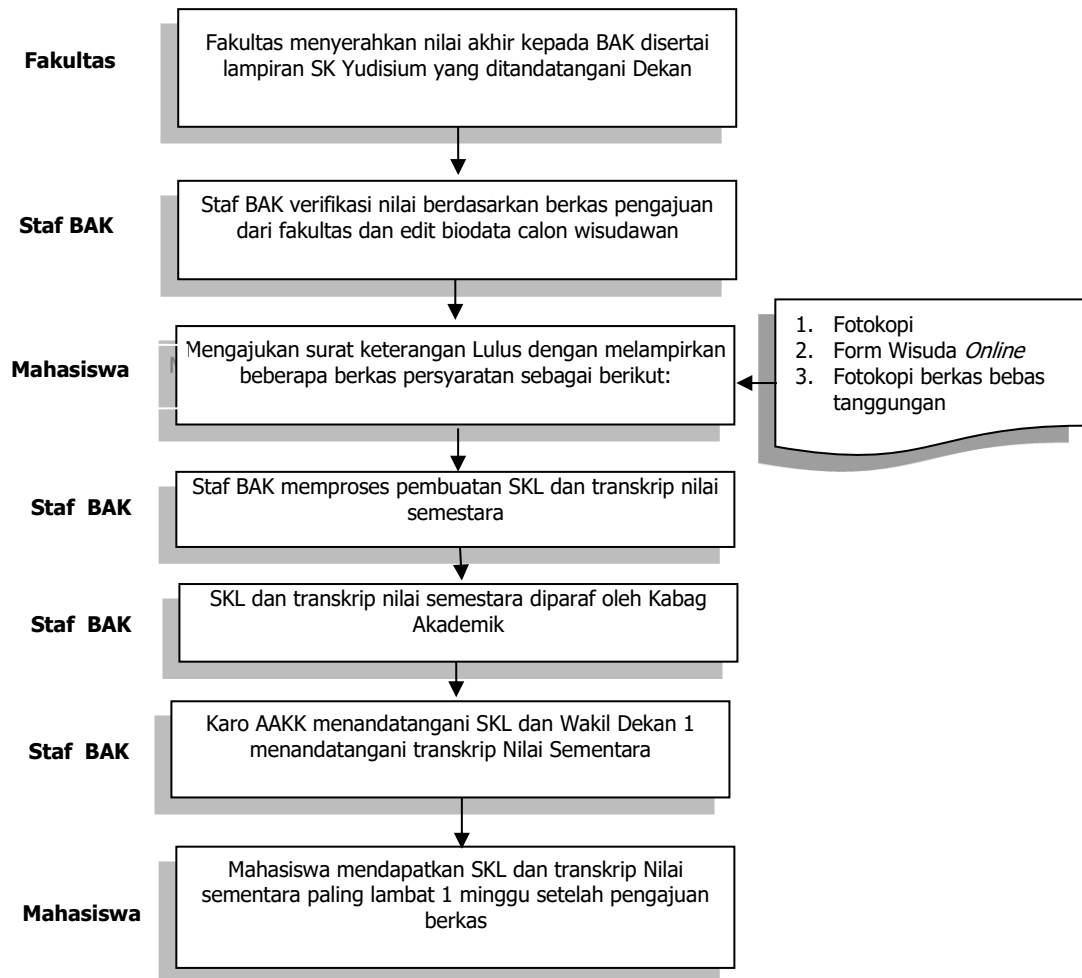 Fakultas
Fakultas menyerahkan nilai akhir kepada BAK disertai
lampiran SK Yudisium yang ditandatangani Dekan
Staf BAK
Staf BAK verifikasi nilai berdasarkan berkas pengajuan
dari fakultas dan edit biodata calon wisudawan
Mahasiswa
Mengajukan surat keterangan Lulus dengan melampirkan
beberapa berkas persyaratan sebagai berikut:
1. Fotokopi
2. Form Wisuda Online
3. Fotokopi berkas bebas
tanggungan
Staf BAK
Staf BAK memproses pembuatan SKL dan transkrip nilai
semestara
Staf BAK
SKL dan transkrip nilai semestara diparaf oleh Kabag
Akademik
Staf BAK
Karo AAKK menandatangani SKL dan Wakil Dekan 1
menandatangani transkrip Nilai Sementara
Mahasiswa
Mahasiswa mendapatkan SKL dan transkrip Nilai
sementara paling lambat 1 minggu setelah pengajuan
berkas